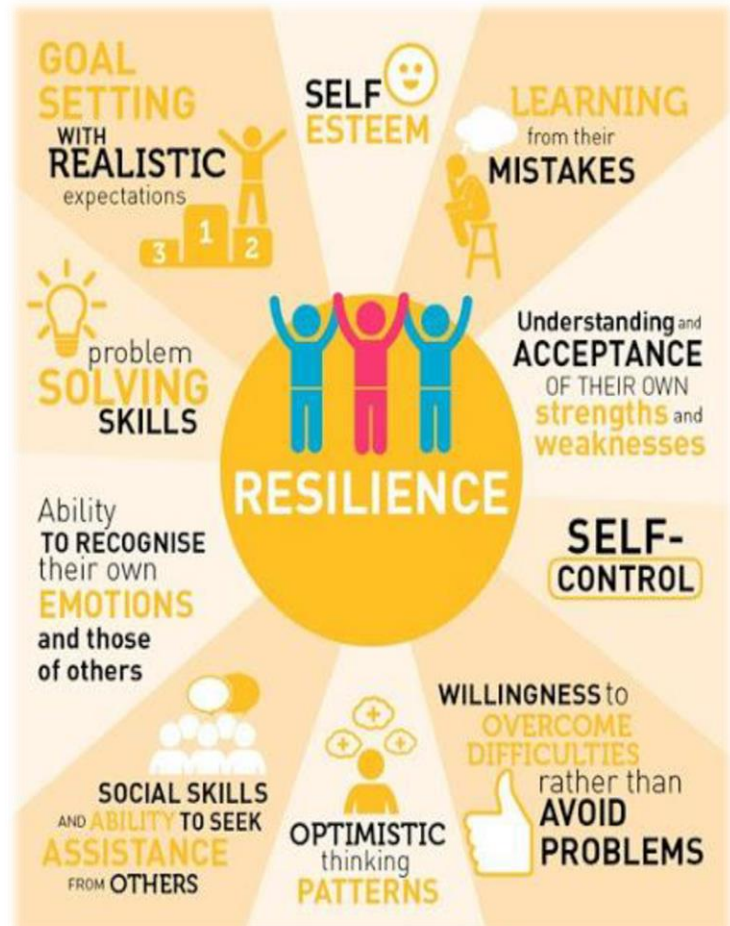 GOAL
SETTING
WITH
REALISTIC
expectations
3 1 2
SELF
ESTEEM
LEARNING
from their
MISTAKES
Understanding and
ACCEPTANCE
OF THEIR OWN
strengths and
weaknesses
SELF-
CONTROL
WILLINGNESS to
OVERCOME
DIFFICULTIES
rather than
AVOID
PROBLEMS
OPTIMISTIC
thinking
PATTERNS
SOCIAL SKILLS
AND ABILITY TO SEEK
ASSISTANCE
FROM OTHERS
Ability
TO RECOGNISE
their own
EMOTIONS
and those
of others
problem
SOLVING
SKILLS
RESILIENCE